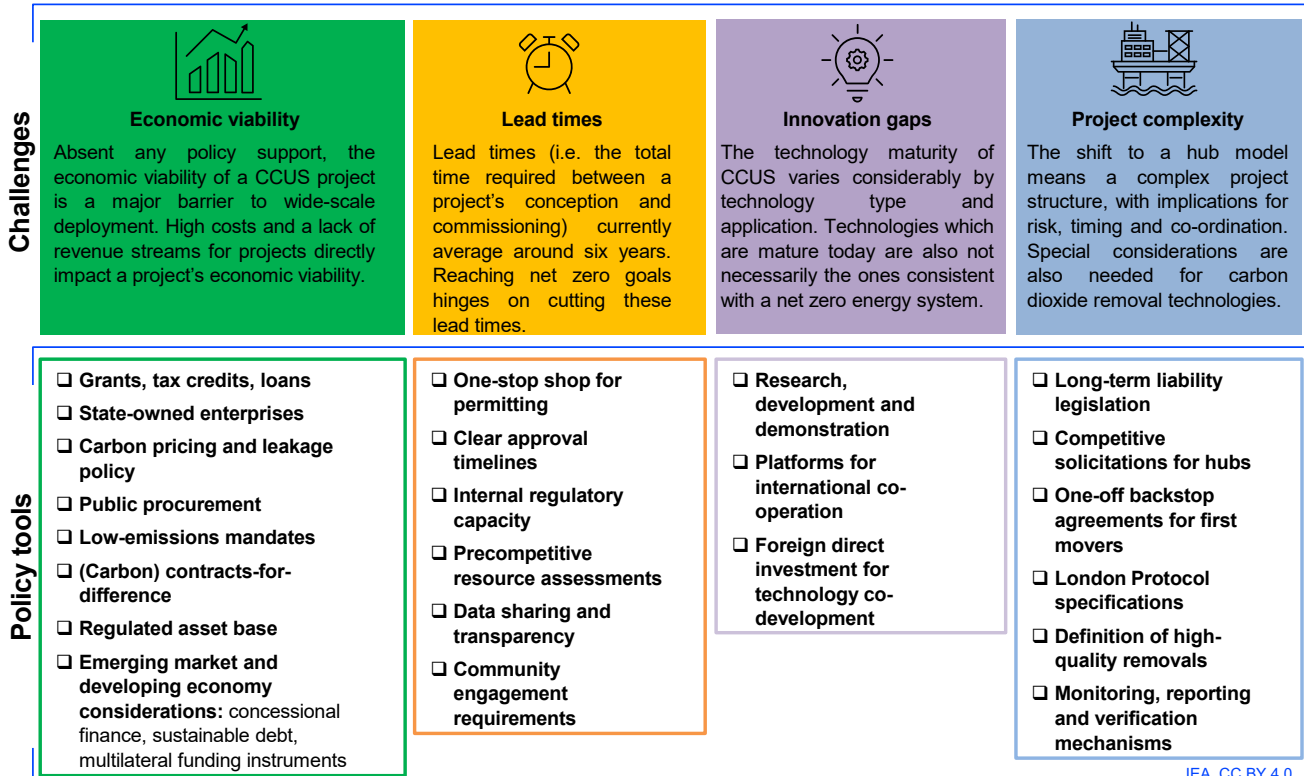 Challenges
Economic viability
Absent any policy support, the
economic viability of a CCUS project
is a major barrier to wide-scale
deployment. High costs and a lack of
revenue streams for projects directly
impact a project's economic viability.
Lead times
Lead times (i.e. the total
time required between a
project's conception and
commissioning) currently
average around six years.
Reaching net zero goals
hinges on cutting these
lead times.
Innovation gaps
The technology maturity of
CCUS varies considerably by
technology type and
application. Technologies which
are mature today are also not
necessarily the ones consistent
with a net zero energy system.
Project complexity
The shift to a hub model
means a complex project
structure, with implications for
risk, timing and co-ordination.
Special considerations are
also needed for carbon
dioxide removal technologies.
Policy tools
❑ Grants, tax credits, loans
❑ State-owned enterprises
❑ Carbon pricing and leakage
policy
❑ Public procurement
❑ Low-emissions mandates
❑ (Carbon) contracts-for-
difference
❑ Regulated asset base
❑ Emerging market and
developing economy
considerations: concessional
finance, sustainable debt,
multilateral funding instruments
❑ One-stop shop for
permitting
❑ Clear approval
timelines
❑ Internal regulatory
capacity
❑ Precompetitive
resource assessments
❑ Data sharing and
transparency
❑ Community
engagement
requirements
❑ Research,
development and
demonstration
❑ Platforms for
international co-
operation
❑ Foreign direct
investment for
technology co-
development
❑ Long-term liability
legislation
❑ Competitive
solicitations for hubs
❑ One-off backstop
agreements for first
movers
❑ London Protocol
specifications
❑ Definition of high-
quality removals
❑ Monitoring, reporting
and verification
mechanisms
IEA. CC BY 4.0